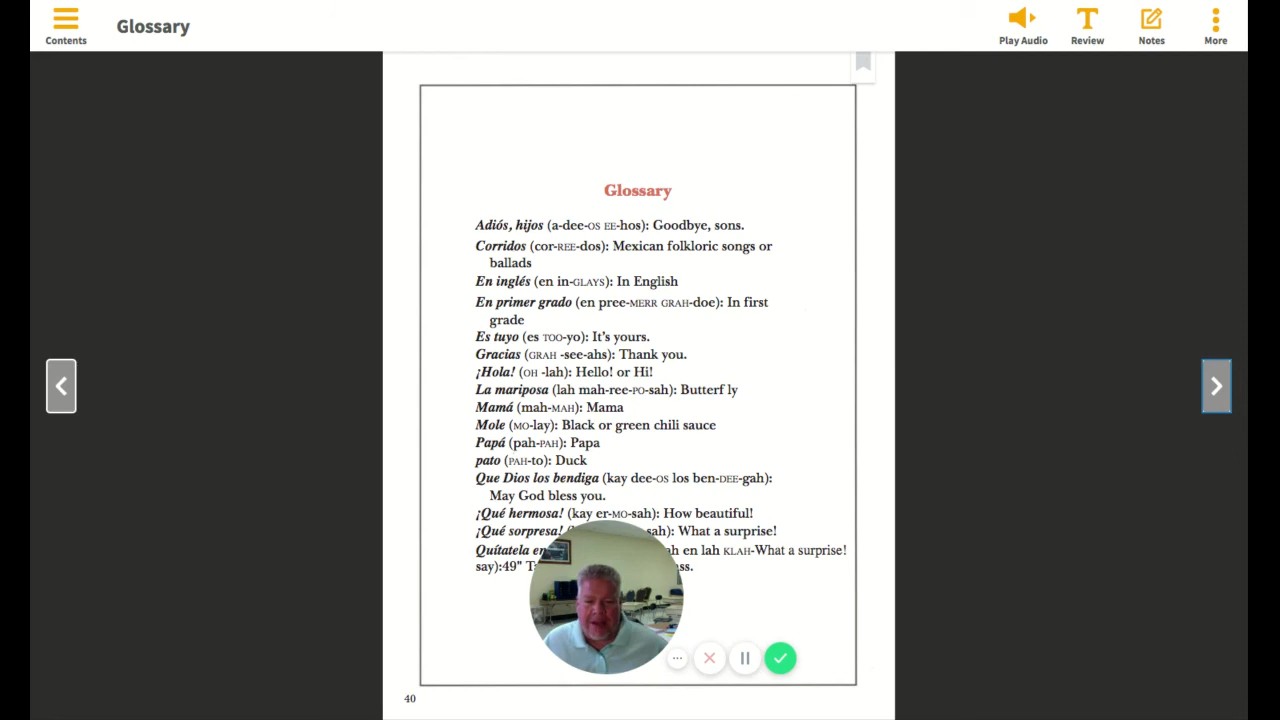 Contents
Glossary
Play Audio
Review
Notes
More
Glossary
Adiós, hijos (a-dee-OS EE-hos): Goodbye, sons.
Corridos (cor-REE-dos): Mexican folkloric songs or
ballads
En inglés (en in-GLAYS): In English
En primer grado (en pree-MERR GRAH-doe): In first
grade
Es tuyo (es TOO-yo): It's yours.
Gracias (GRAH -see-ahs): Thank you.
¡Hola! (OH -lah): Hello! or Hi!
La mariposa (lah mah-ree-PO-sah): Butterf ly
Mamá (mah-MAH): Mama
Mole (MO-lay): Black or green chili sauce
Papá (pah-PAH): Papa
pato (PAH-to): Duck
Que Dios los bendiga (kay dee-OS los ben-DEE-gah):
May God bless you.
¡Qué hermosa! (kay er-MO-sah): How beautiful!
¡Qué sorpresa! sah): What a surprise!
Quítatela en lah KLAH-What a surprise!
say):49"
40